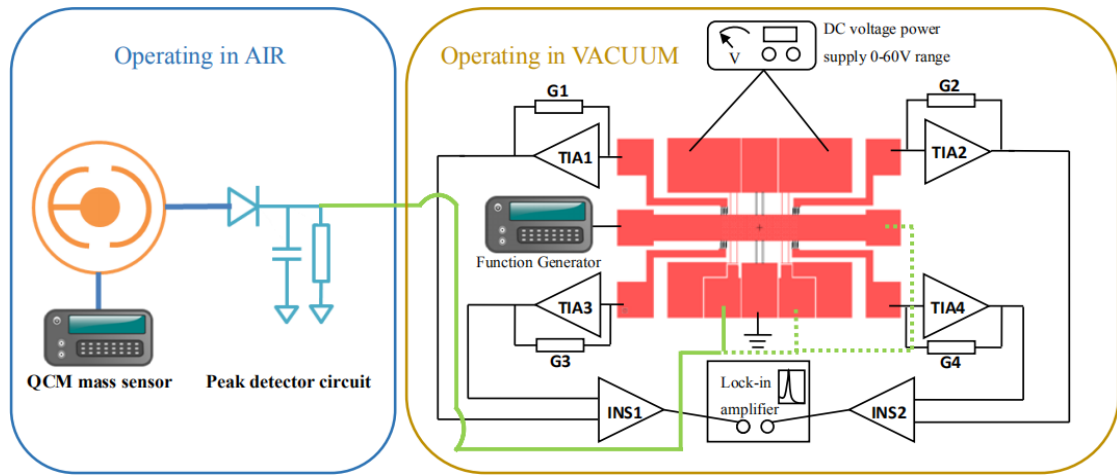 Operating in AIR
Operating in VACUUM
DC voltage power
supply 0-60V range
V
G1
G2
TIA1
TIA2
Function Generator
TIA3
TIA4
G3
G4
QCM mass sensor
Peak detector circuit
Lock-in
amplifier
INS1
INS2